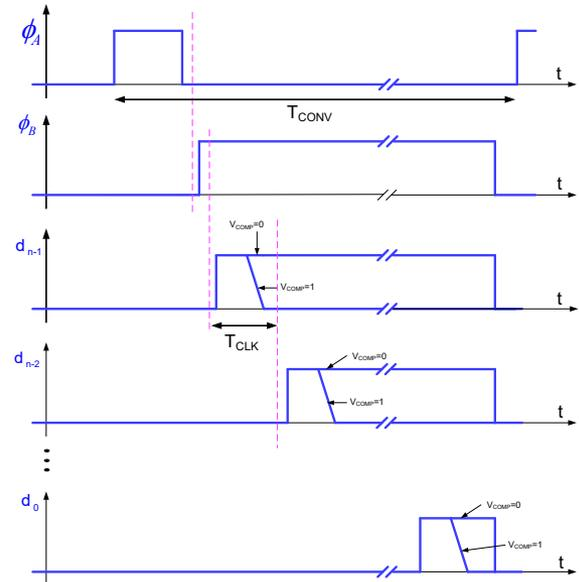 ϕA
t
TCONV
ϕB
t
dn-1
VCOMP=0
VCOMP=1
t
TCLK
dn-2
VCOMP=0
VCOMP=1
t
d0
VCOMP=0
VCOMP=1
t